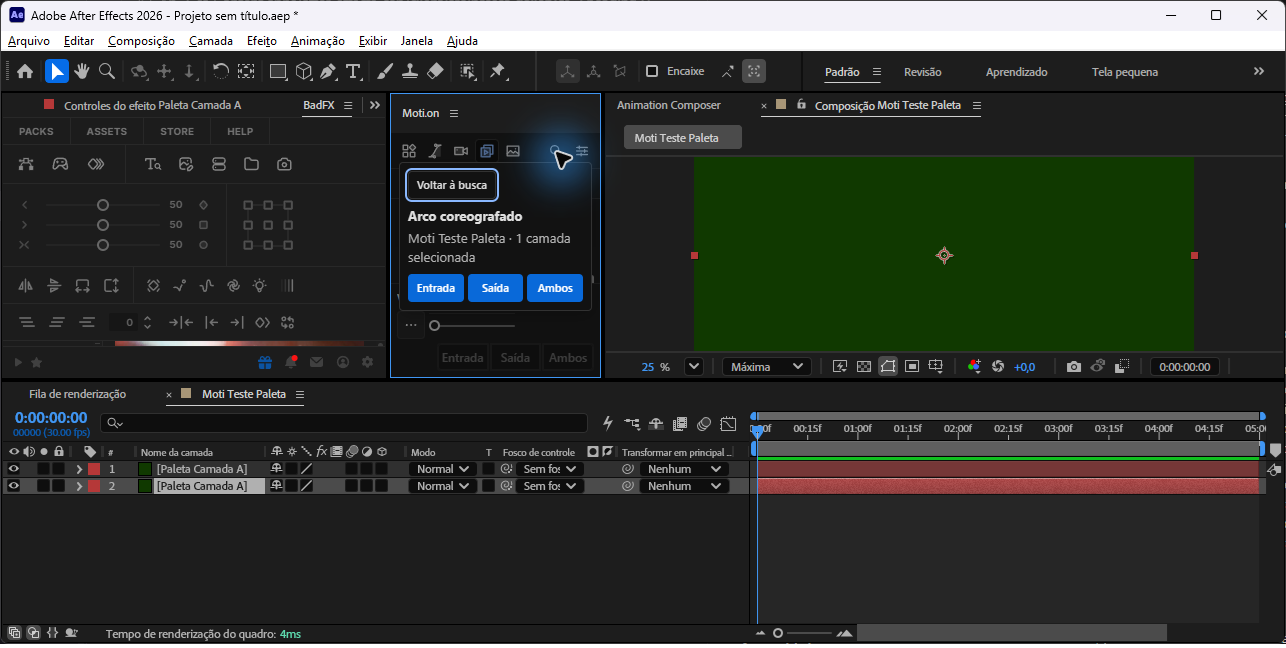 Ae Adobe After Effects 2026 - Projeto sem título.aep *
Arquivo Editar Composição Camada Efeito Animação Exibir Janela Ajuda
Encaixe Padrão Revisão Aprendizado Tela pequena
Controles do efeito Paleta Camada A BadFX
PACKS ASSETS STORE HELP
50
50
50
0
Moti.on
Voltar à busca
Arco coreografado
Moti Teste Paleta · 1 camada
selecionada
Entrada Saída Ambos
Entrada Saída Ambos
Animation Composer × Composição Moti Teste Paleta
Moti Teste Paleta
25 % Máxima +0,0 0:00:00:00
Fila de renderização × Moti Teste Paleta
0:00:00:00
00000 (30.00 fps)
00:15f 01:00f 01:15f 02:00f 02:15f 03:00f 03:15f 04:00f 04:15f
# Nome da camada fx Modo T Fosco de controle Transformar em principal ...
1 [Paleta Camada A] Normal Sem fos Nenhum
2 [Paleta Camada A] Normal Sem fos Nenhum
Tempo de renderização do quadro: 4ms